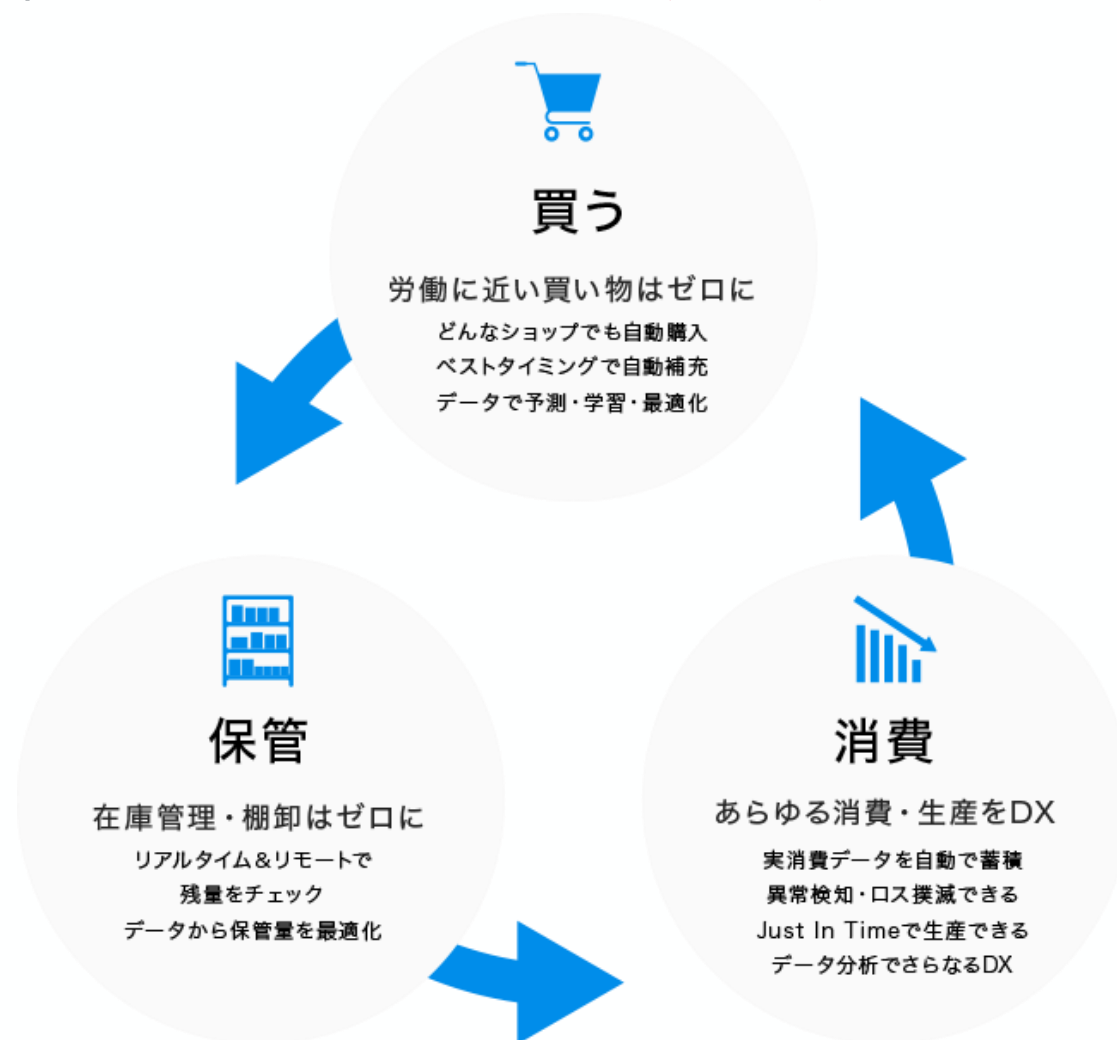 買う
労働に近い買い物はゼロに
どんなショップでも自動購入
ベストタイミングで自動補充
データで予測・学習・最適化
保管
在庫管理・棚卸はゼロに
リアルタイム&リモートで
残量をチェック
データから保管量を最適化
消費
あらゆる消費・生産をDX
実消費データを自動で蓄積
異常検知・ロス撲滅できる
Just In Timeで生産できる
データ分析でさらなるDX